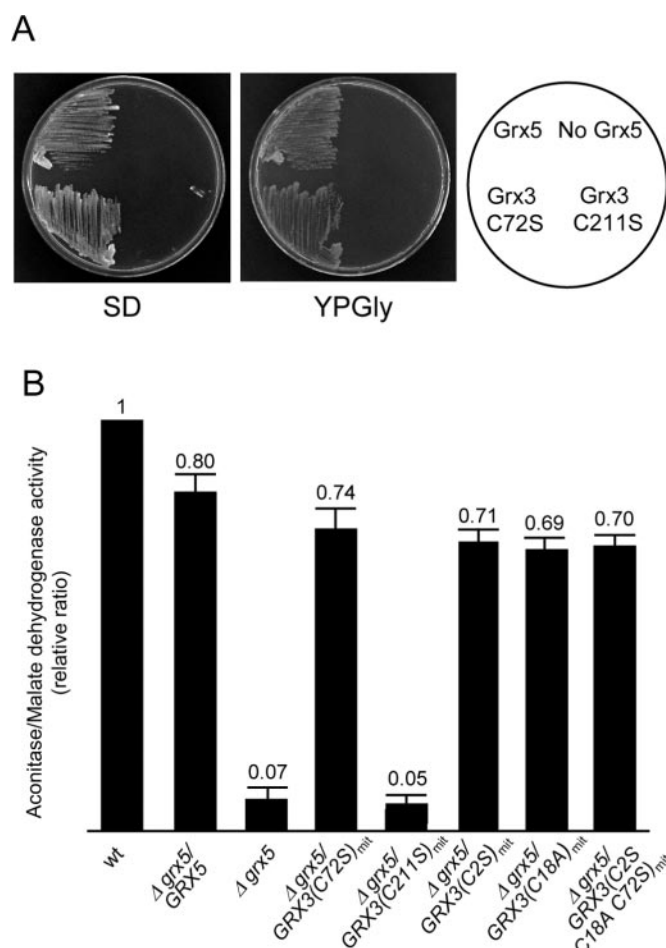 A
Grx5 No Grx5
Grx3 Grx3
C72S C211S
SD YPGly
B
Aconitase/Malate dehydrogenase activity
(relative ratio)
1
0.80
0.07
0.74
0.05
0.71
0.69
0.70
wt
Δgrx5/
GRX5
Δgrx5
Δgrx5/
GRX3(C72S)mit
Δgrx5/
GRX3(C211S)mit
Δgrx5/
GRX3(C2S)mit
Δgrx5/
GRX3(C18A)mit
Δgrx5/
GRX3(C2S
C18A C72S)mit